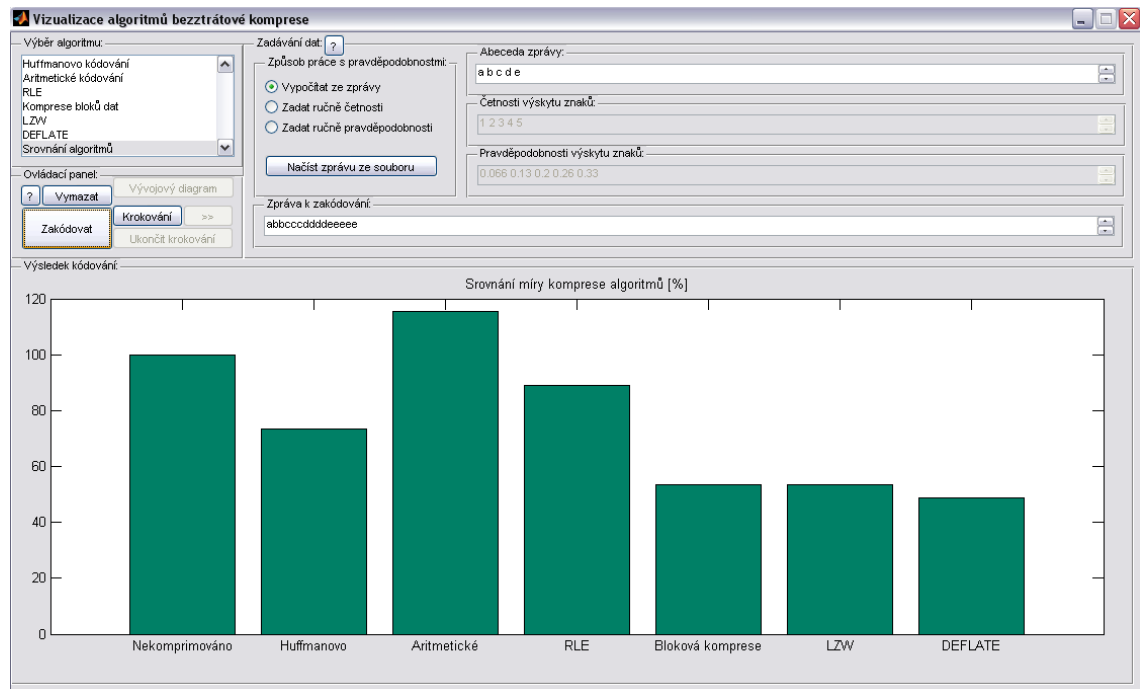 Vizualizace algoritmů bezztrátové komprese
Výběr algoritmu:
Huffmanovo kódování
Aritmetické kódování
RLE
Komprese bloků dat
LZW
DEFLATE
Srovnání algoritmů
Ovládací panel:
? Vymazat Vývojový diagram
Zakódovat Krokování >>
Ukončit krokování
Zadávání dat: ?
Způsob práce s pravděpodobnostmi:
Vypočítat ze zprávy
Zadat ručně četnosti
Zadat ručně pravděpodobnosti
Načíst zprávu ze souboru
Abeceda zprávy:
a b c d e
Četnosti výskytu znaků:
1 2 3 4 5
Pravděpodobnosti výskytu znaků:
0.066 0.13 0.2 0.26 0.33
Zpráva k zakódování:
abbcccddddeeeee
Výsledek kódování:
Srovnání míry komprese algoritmů [%]
120
100
80
60
40
20
0
Nekomprimováno Huffmanovo Aritmetické RLE Bloková komprese LZW DEFLATE